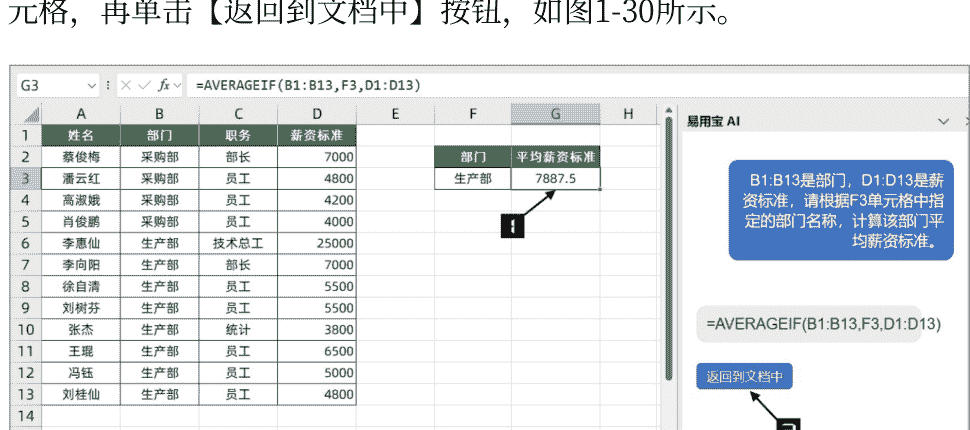 元格，再单击【返回到文档中】按钮，如图1-30所示。
G3 fx =AVERAGEIF(B1:B13,F3,D1:D13)
A B C D E F G H
1 姓名 部门 职务 薪资标准
2 蔡俊梅 采购部 部长 7000 部门 平均薪资标准
3 潘云红 采购部 员工 4800 生产部 7887.5
4 高淑娥 采购部 员工 4200
5 肖俊鹏 采购部 员工 4000
6 李惠仙 生产部 技术总工 25000
7 李向阳 生产部 部长 7000
8 徐自清 生产部 员工 5500
9 刘树芬 生产部 员工 5500
10 张杰 生产部 统计 3800
11 王琨 生产部 员工 6500
12 冯钰 生产部 员工 5000
13 刘桂仙 生产部 员工 4800
14
1
易用宝 AI
B1:B13是部门，D1:D13是薪
资标准，请根据F3单元格中指
定的部门名称，计算该部门平
均薪资标准。
=AVERAGEIF(B1:B13,F3,D1:D13)
返回到文档中